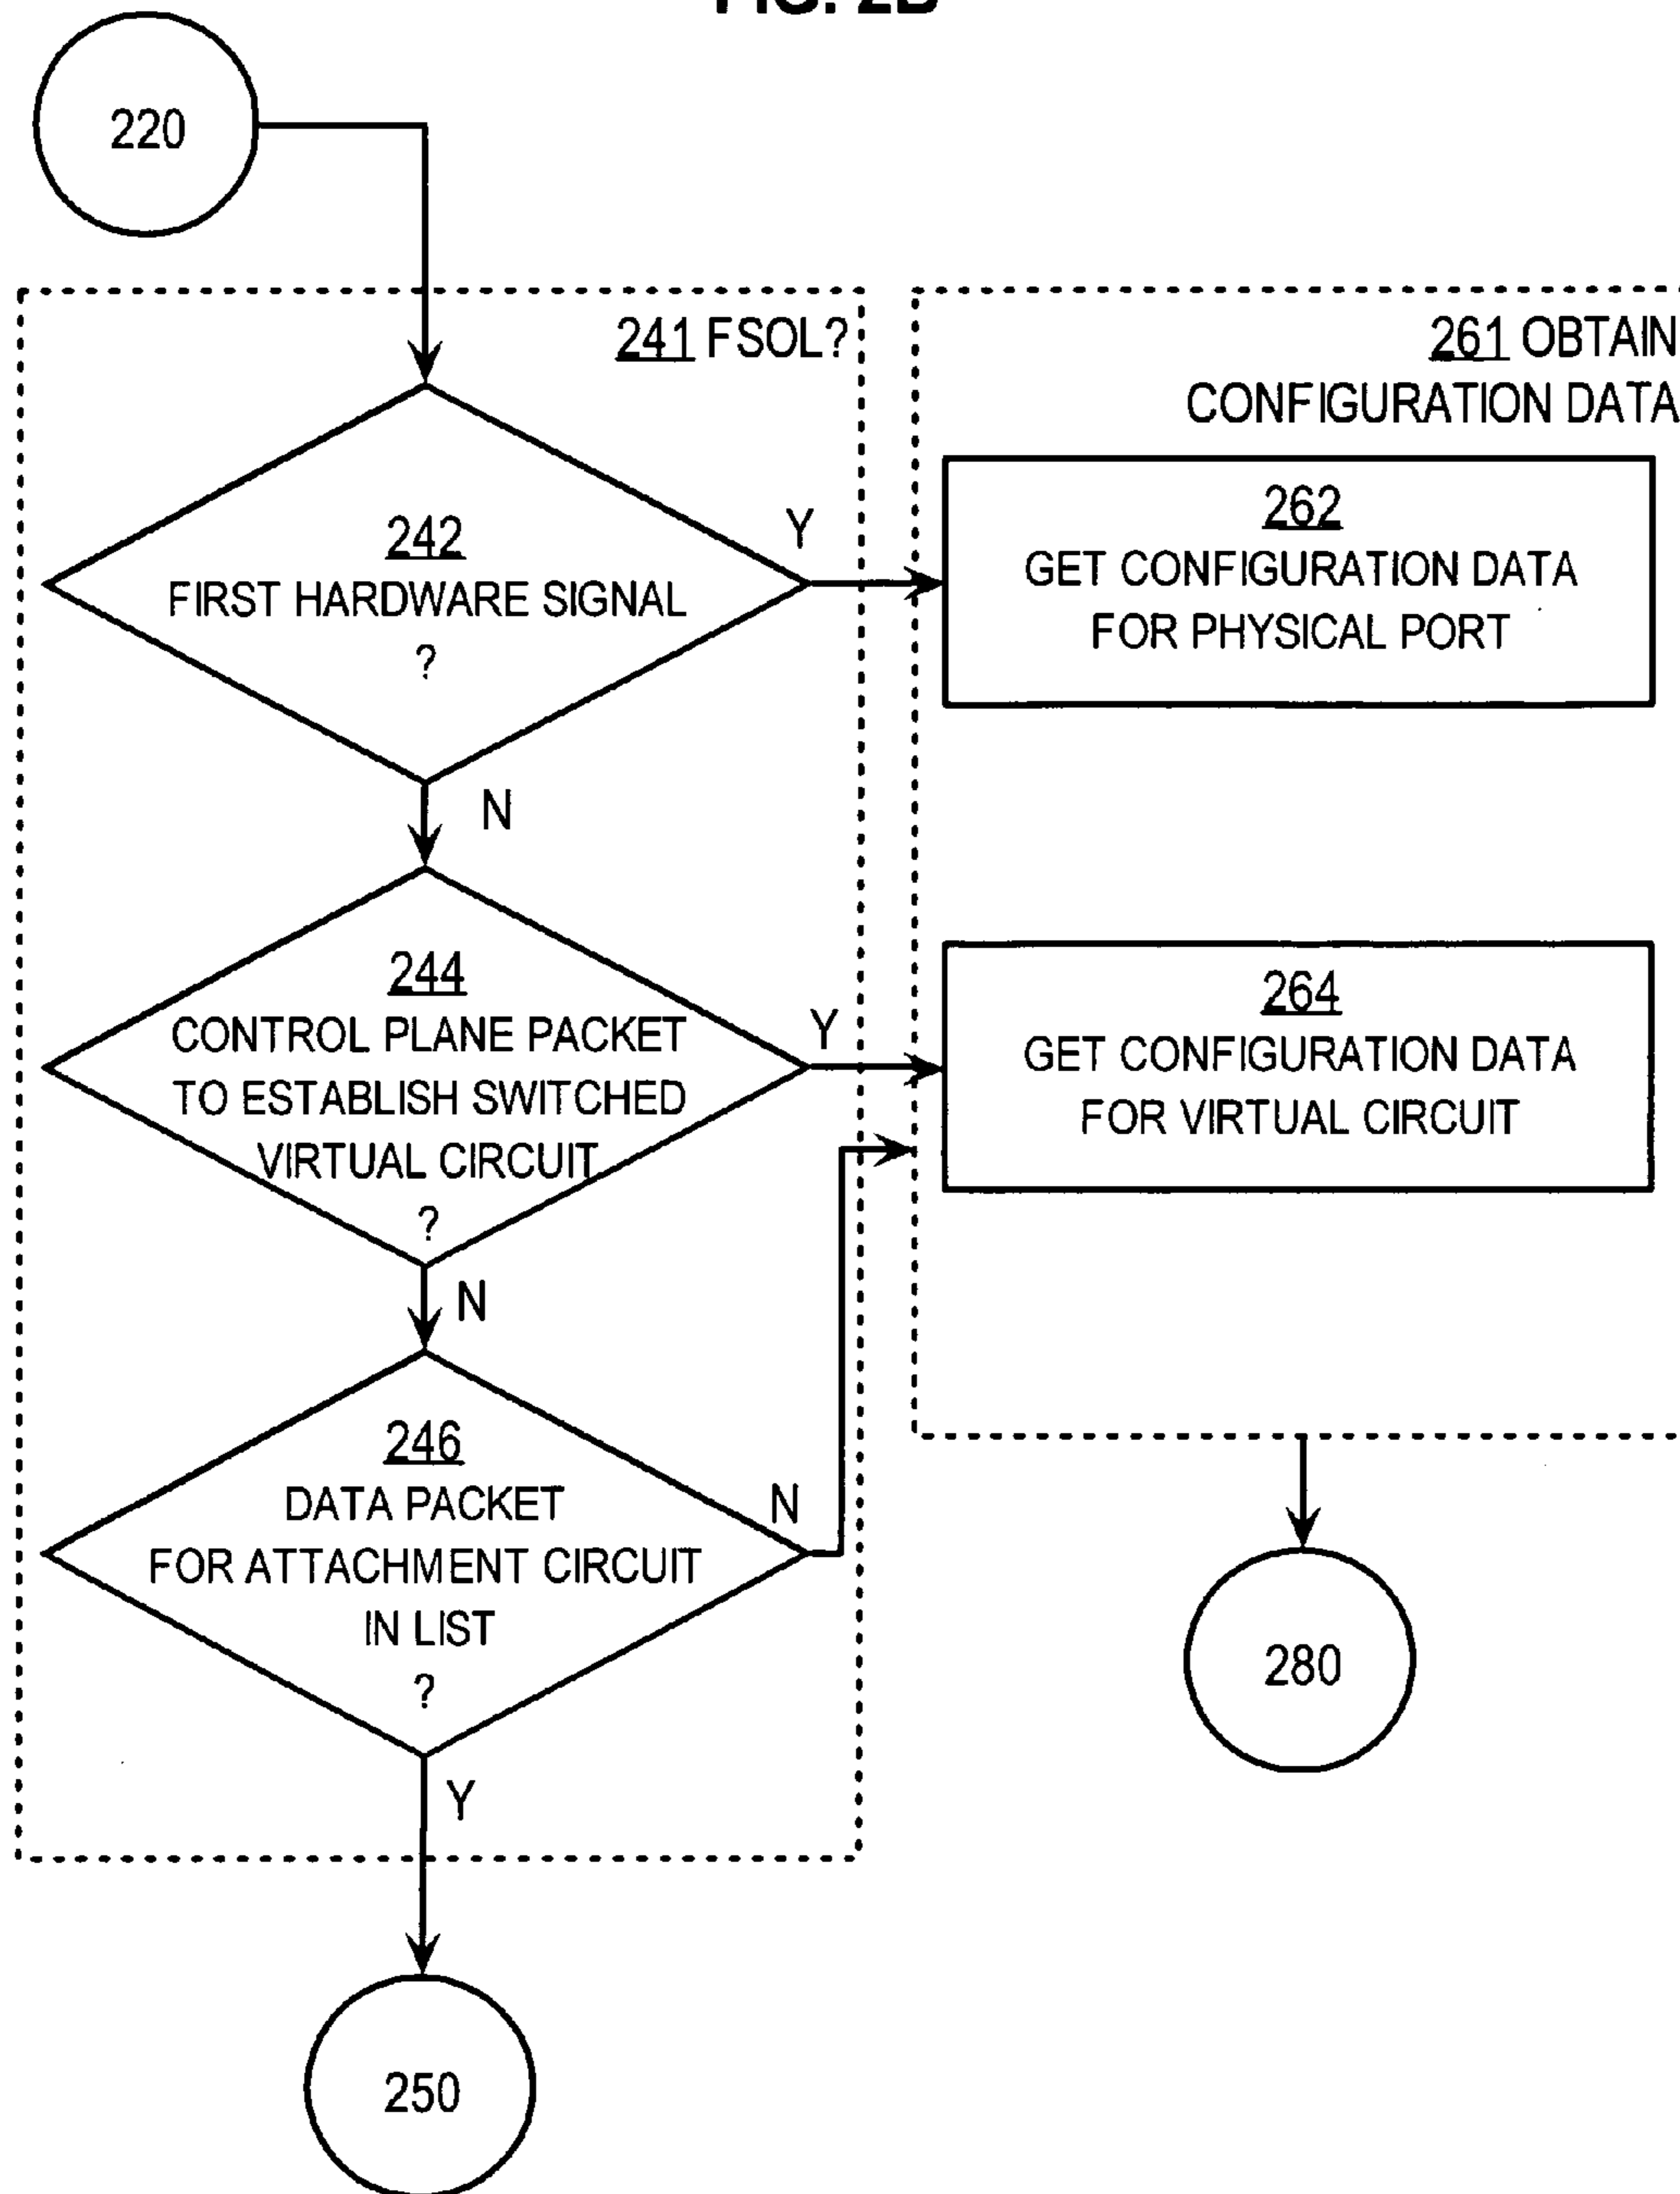 220
241 FSOL?
261 OBTAIN
CONFIGURATION DATA
242
FIRST HARDWARE SIGNAL
?
Y
N
262
GET CONFIGURATION DATA
FOR PHYSICAL PORT
244
CONTROL PLANE PACKET
TO ESTABLISH SWITCHED
VIRTUAL CIRCUIT
?
Y
N
264
GET CONFIGURATION DATA
FOR VIRTUAL CIRCUIT
246
DATA PACKET
FOR ATTACHMENT CIRCUIT
IN LIST
?
N
Y
280
250